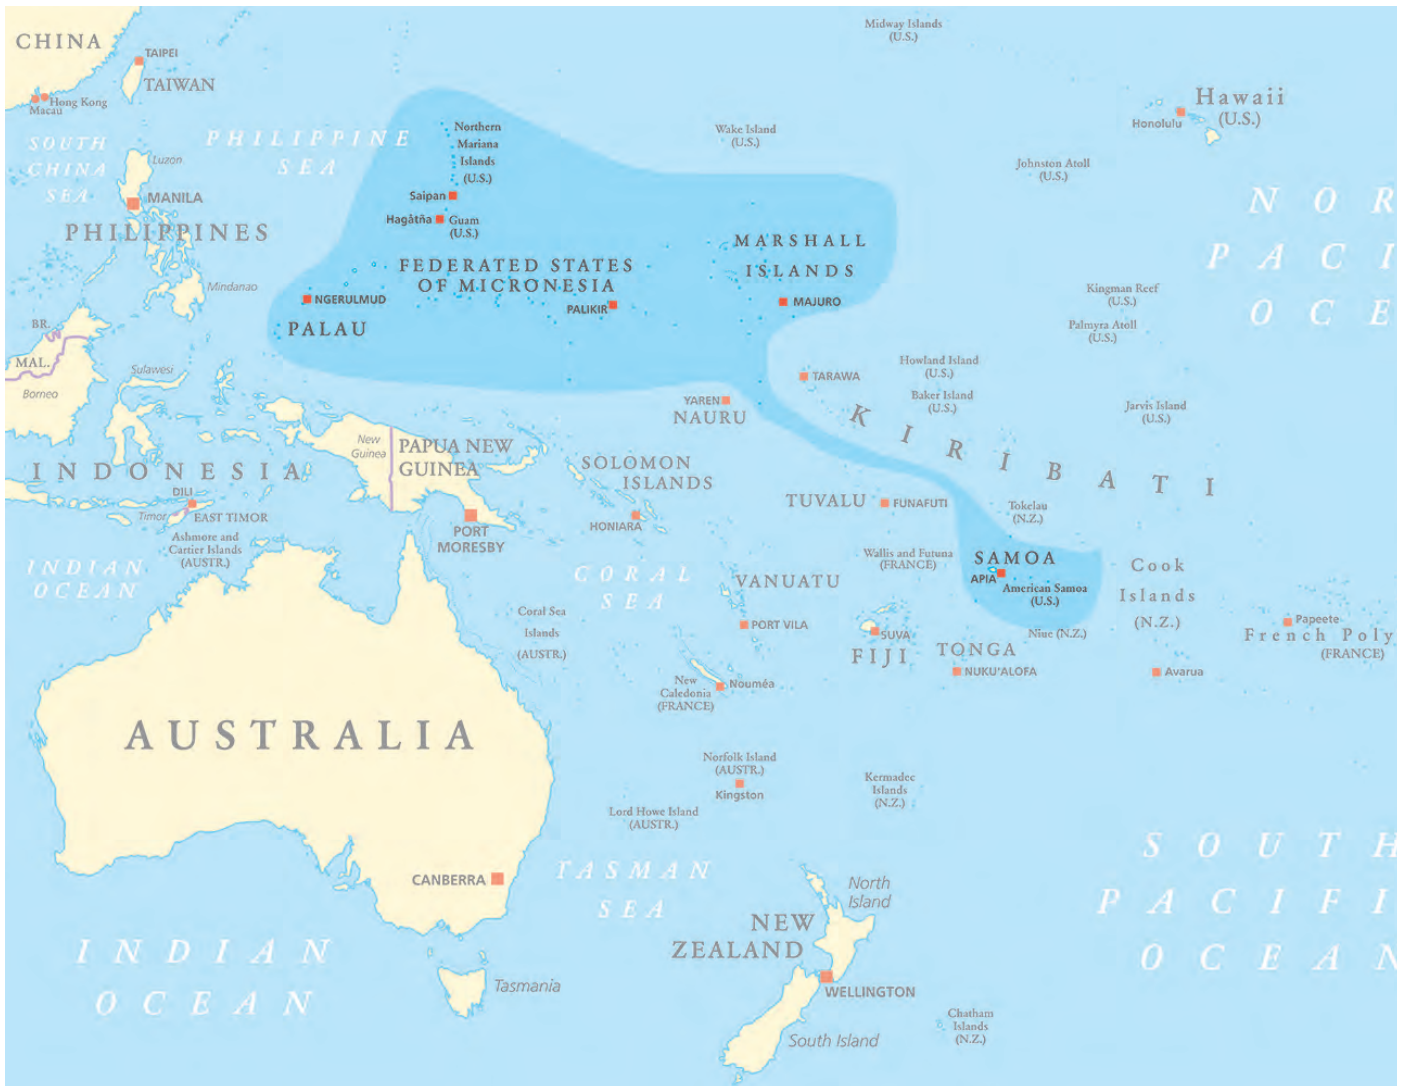 CHINA
TAIPEI
TAIWAN
Hong Kong
Macau
SOUTH
CHINA
SEA
PHILIPPINE
SEA
Luzon
MANILA
PHILIPPINES
Mindanao
Northern
Mariana
Islands
(U.S.)
Saipan
Hagåtña
Guam
(U.S.)
FEDERATED STATES
OF MICRONESIA
NGERULMUD
PALAU
PALIKIR
MARSHALL
ISLANDS
MAJURO
Wake Island
(U.S.)
Midway Islands
(U.S.)
Hawaii
(U.S.)
Honolulu
Johnston Atoll
(U.S.)
NOR
PACI
OCE
Kingman Reef
(U.S.)
Palmyra Atoll
(U.S.)
Howland Island
(U.S.)
Baker Island
(U.S.)
Jarvis Island
(U.S.)
BR.
MAL.
Borneo
Sulawesi
TARAWA
YAREN
NAURU
KIRIBATI
New
Guinea
PAPUA NEW
GUINEA
INDONESIA
SOLOMON
ISLANDS
HONIARA
PORT
MORESBY
DILI
Timor
EAST TIMOR
Ashmore and
Cartier Islands
(AUSTR.)
TUVALU
FUNAFUTI
Tokelau
(N.Z.)
Wallis and Futuna
(FRANCE)
SAMOA
APIA
American Samoa
(U.S.)
Cook
Islands
(N.Z.)
INDIAN
OCEAN
CORAL
SEA
Coral Sea
Islands
(AUSTR.)
VANUATU
PORT VILA
SUVA
FIJI
Niue (N.Z.)
TONGA
NUKU'ALOFA
Avarua
Papeete
French Poly
(FRANCE)
New
Caledonia
(FRANCE)
Nouméa
AUSTRALIA
Norfolk Island
(AUSTR.)
Kingston
Kermadec
Islands
(N.Z.)
Lord Howe Island
(AUSTR.)
CANBERRA
TASMAN
SEA
SOUTH
PACIFI
OCEAN
North
Island
NEW
ZEALAND
WELLINGTON
INDIAN
OCEAN
Tasmania
South Island
Chatham
Islands
(N.Z.)